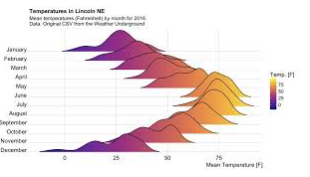 Temperatures in Lincoln NE
Mean temperatures (Fahrenheit) by month for 2016
Data: Original CSV from the Weather Underground
January
February
March
April
May
June
July
August
September
October
November
December
0
25
50
75
Mean Temperature [F]
Temp. [F]
75
50
25
0